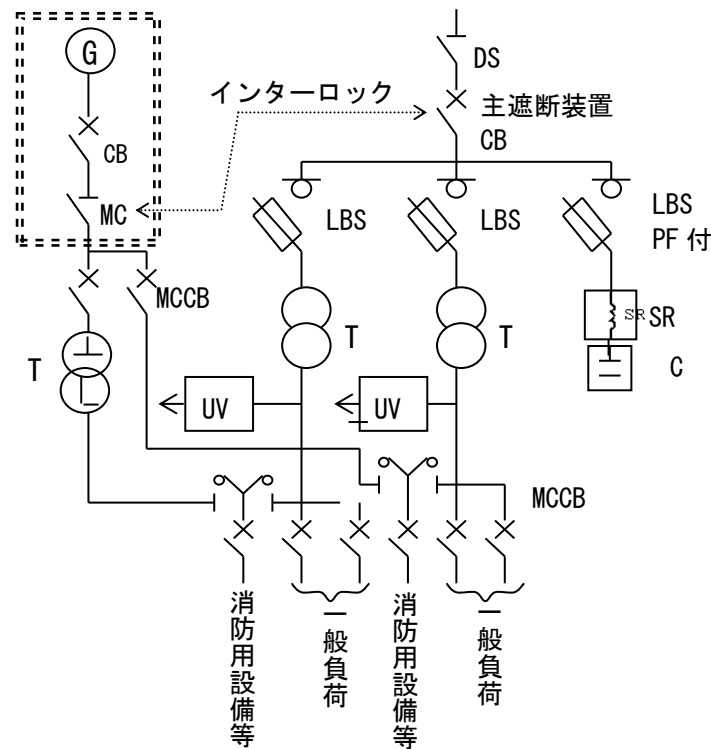 G
DS
インターロック
主遮断装置
CB
CB
MC
LBS
LBS
LBS
PF 付
MCCB
SR
SR
T
T
T
C
UV
UV
MCCB
消防用設備等
一般負荷
消防用設備等
一般負荷